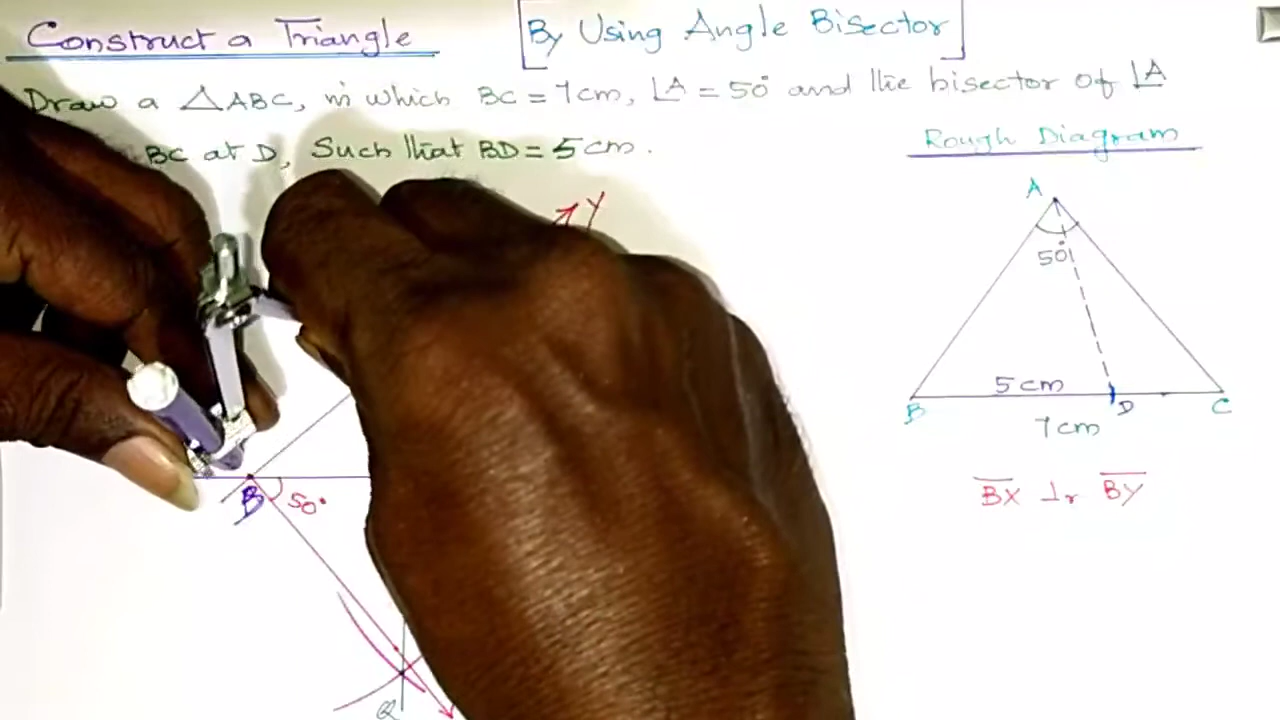 Construct a Triangle [By Using Angle Bisector]
Draw a △ABC, in which BC = 7cm, ∠A = 50° and the bisector of ∠A
BC at D, Such that BD = 5cm.
Rough Diagram
Y
A
50°
5cm
B
D
C
7cm
B
50°
BX ⊥r BY
Q